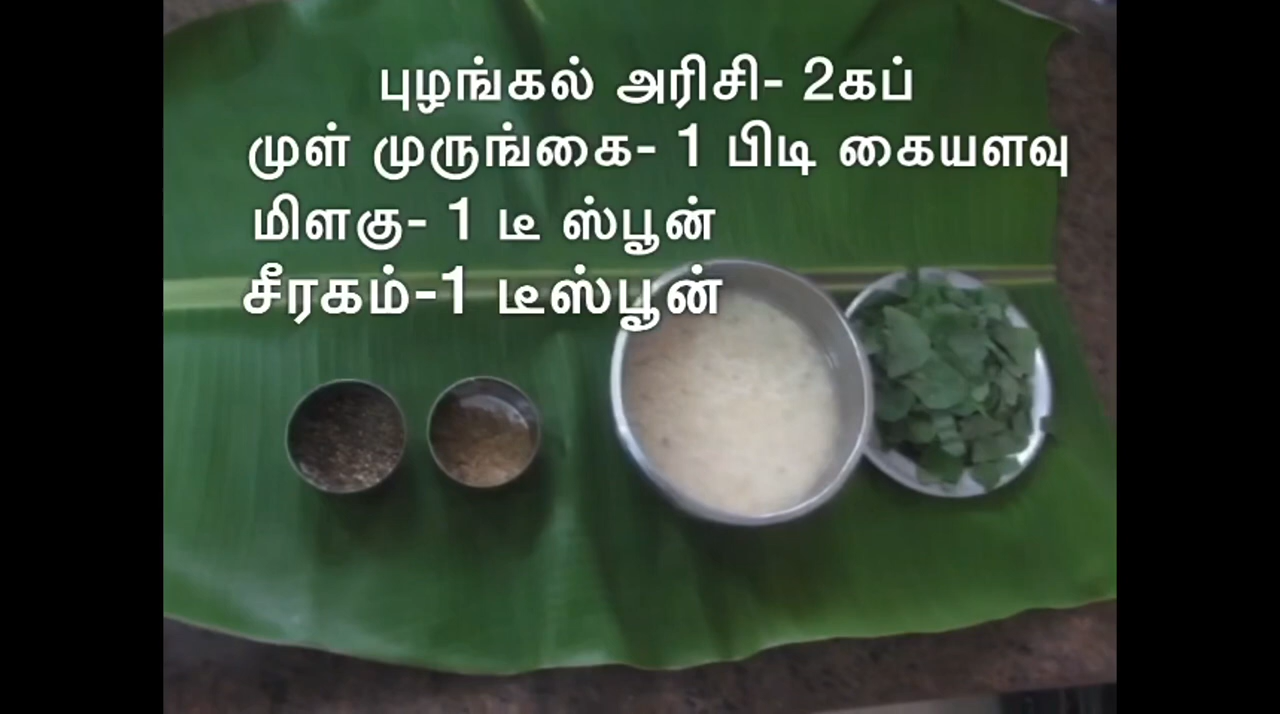 புழங்கல் அரிசி- 2கப்
முள் முருங்கை- 1 பிடி கையளவு
மிளகு- 1 டீ ஸ்பூன்
சீரகம்-1 டீஸ்பூன்